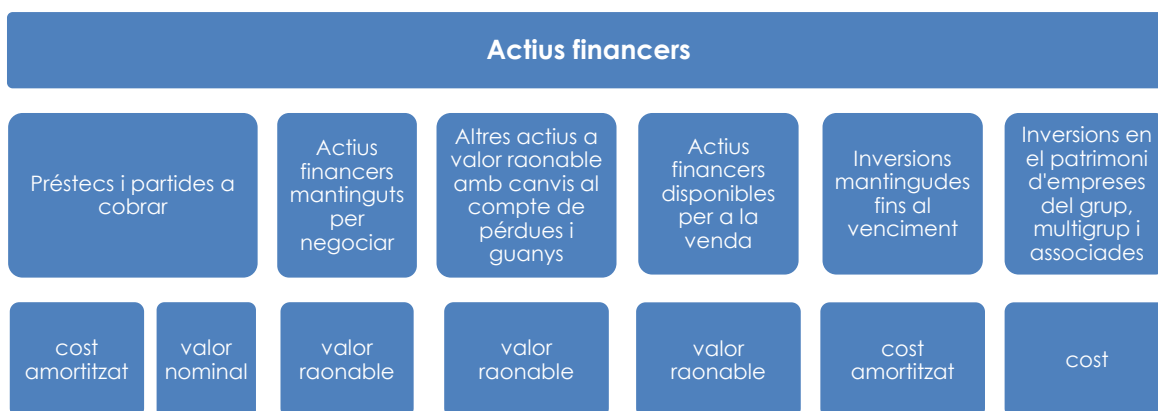 Actius financers
Préstecs i partides a
cobrar
Actius
financers
mantinguts
per
negociar
Altres actius a
valor raonable
amb canvis al
compte de
pérdues i
guanys
Actius
financers
disponibles
per a la
venda
Inversions
mantingudes
fins al
venciment
Inversions en
el patrimoni
d'empreses
del grup,
multigrup i
associades
cost
amortitzat
valor
nominal
valor
raonable
valor
raonable
valor
raonable
cost
amortitzat
cost